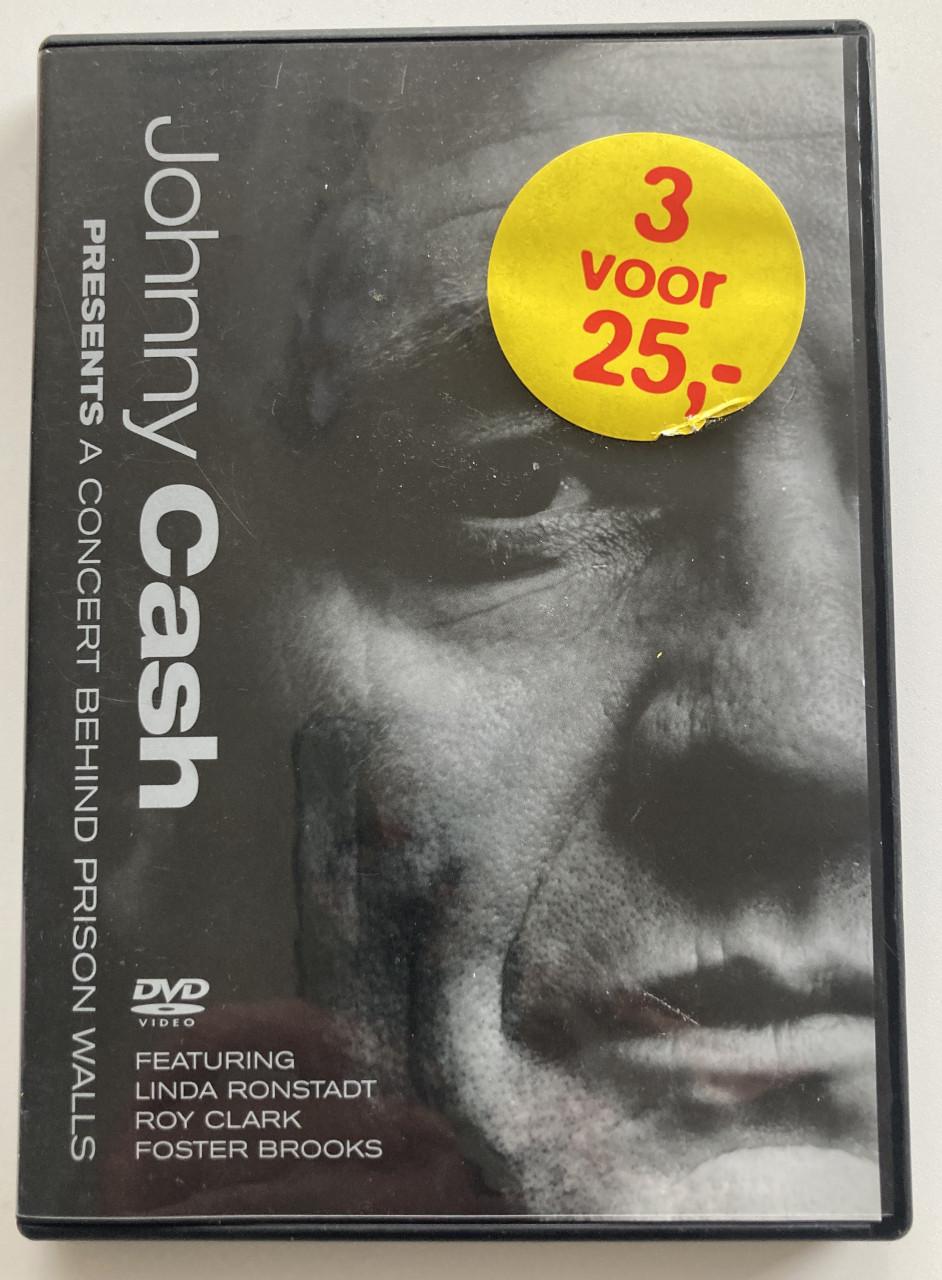 Johnny Cash
PRESENTS A CONCERT BEHIND PRISON WALLS
3
voor
25,-
DVD
VIDEO
FEATURING
LINDA RONSTADT
ROY CLARK
FOSTER BROOKS